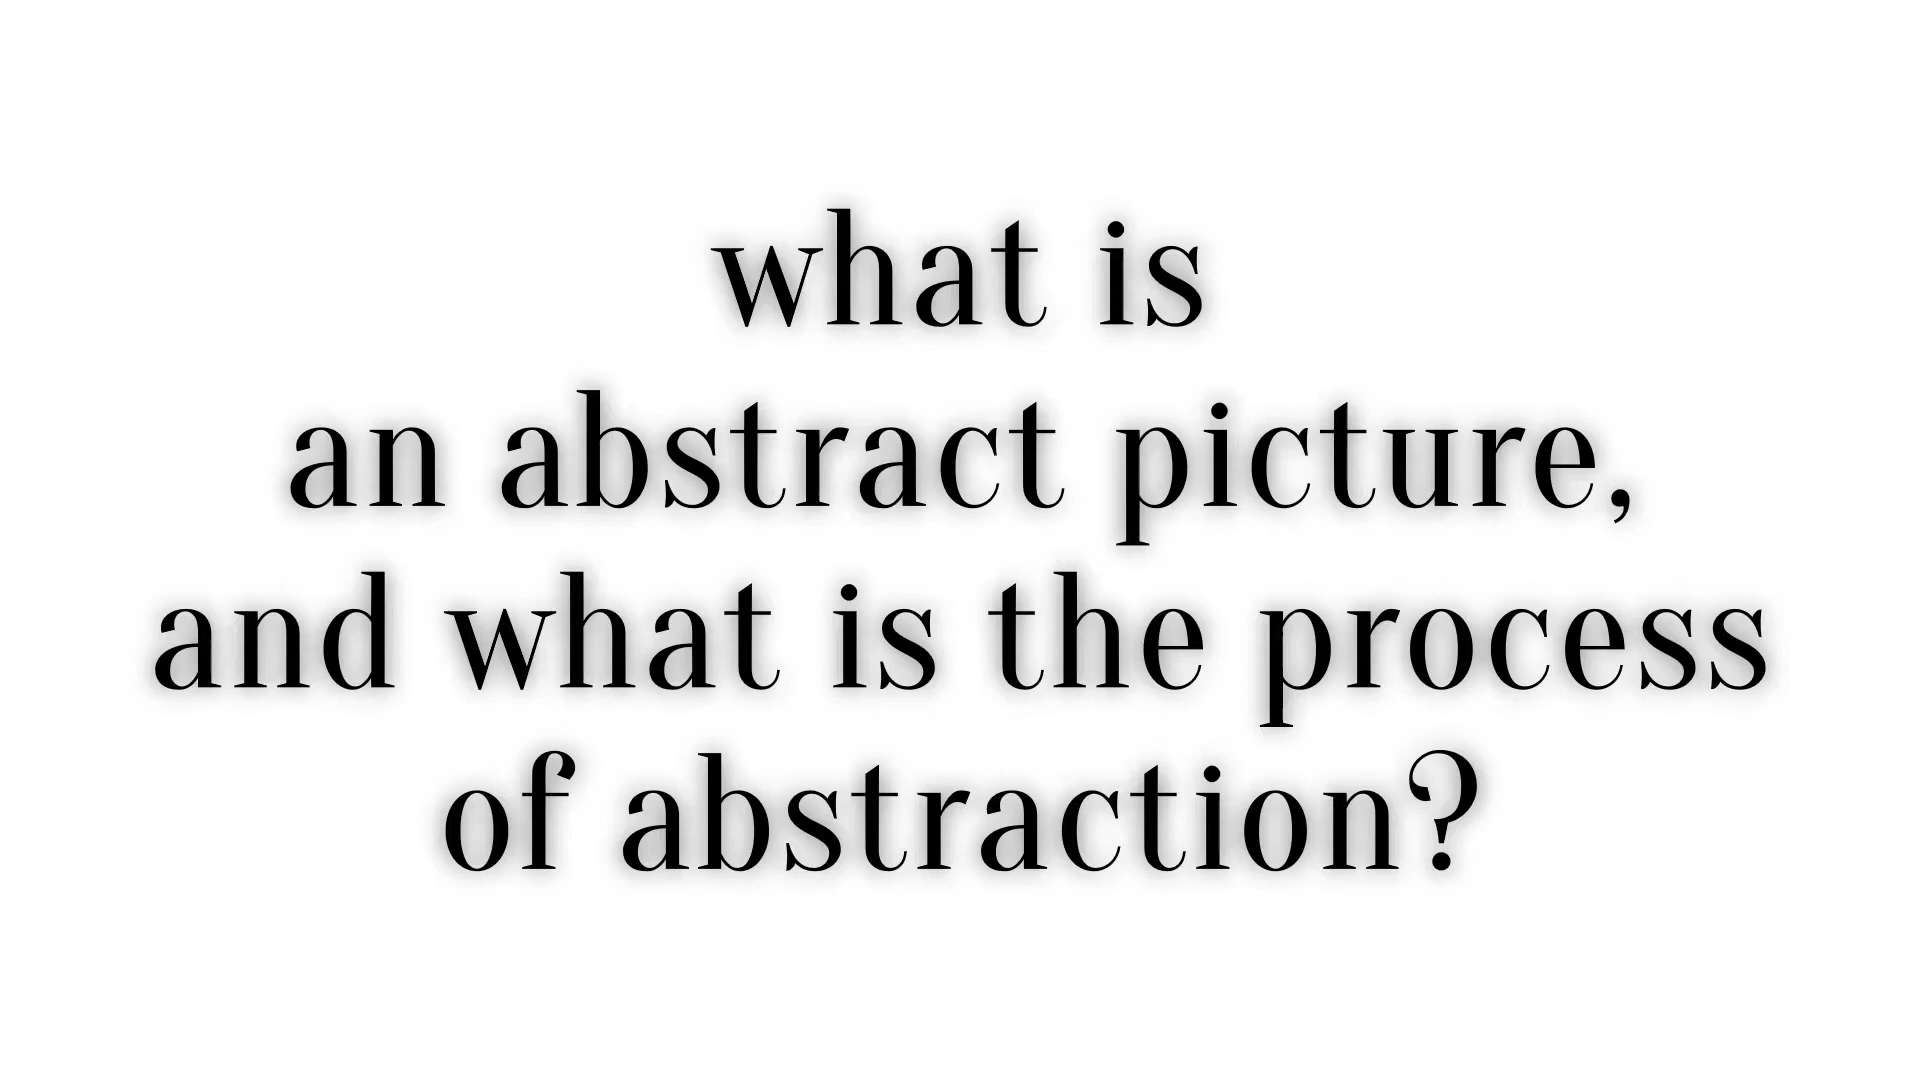 what is
an abstract picture,
and what is the process
of abstraction?